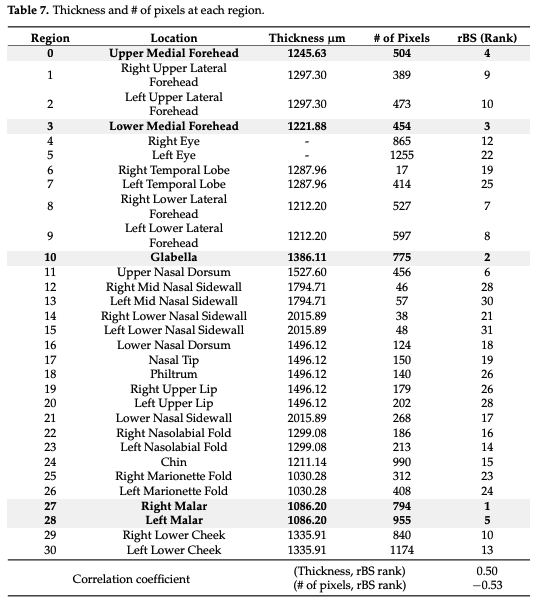 Table 7. Thickness and # of pixels at each region.
Region Location Thickness µm # of Pixels rBS (Rank)
0 Upper Medial Forehead 1245.63 504 4
1 Right Upper Lateral Forehead 1297.30 389 9
2 Left Upper Lateral Forehead 1297.30 473 10
3 Lower Medial Forehead 1221.88 454 3
4 Right Eye - 865 12
5 Left Eye - 1255 22
6 Right Temporal Lobe 1287.96 17 19
7 Left Temporal Lobe 1287.96 414 25
8 Right Lower Lateral Forehead 1212.20 527 7
9 Left Lower Lateral Forehead 1212.20 597 8
10 Glabella 1386.11 775 2
11 Upper Nasal Dorsum 1527.60 456 6
12 Right Mid Nasal Sidewall 1794.71 46 28
13 Left Mid Nasal Sidewall 1794.71 57 30
14 Right Lower Nasal Sidewall 2015.89 38 21
15 Left Lower Nasal Sidewall 2015.89 48 31
16 Lower Nasal Dorsum 1496.12 124 18
17 Nasal Tip 1496.12 150 19
18 Philtrum 1496.12 140 26
19 Right Upper Lip 1496.12 179 26
20 Left Upper Lip 1496.12 202 28
21 Lower Nasal Sidewall 2015.89 268 17
22 Right Nasolabial Fold 1299.08 186 16
23 Left Nasolabial Fold 1299.08 213 14
24 Chin 1211.14 990 15
25 Right Marionette Fold 1030.28 312 23
26 Left Marionette Fold 1030.28 408 24
27 Right Malar 1086.20 794 1
28 Left Malar 1086.20 955 5
29 Right Lower Cheek 1335.91 840 10
30 Left Lower Cheek 1335.91 1174 13
Correlation coefficient (Thickness, rBS rank) 0.50
(# of pixels, rBS rank) −0.53